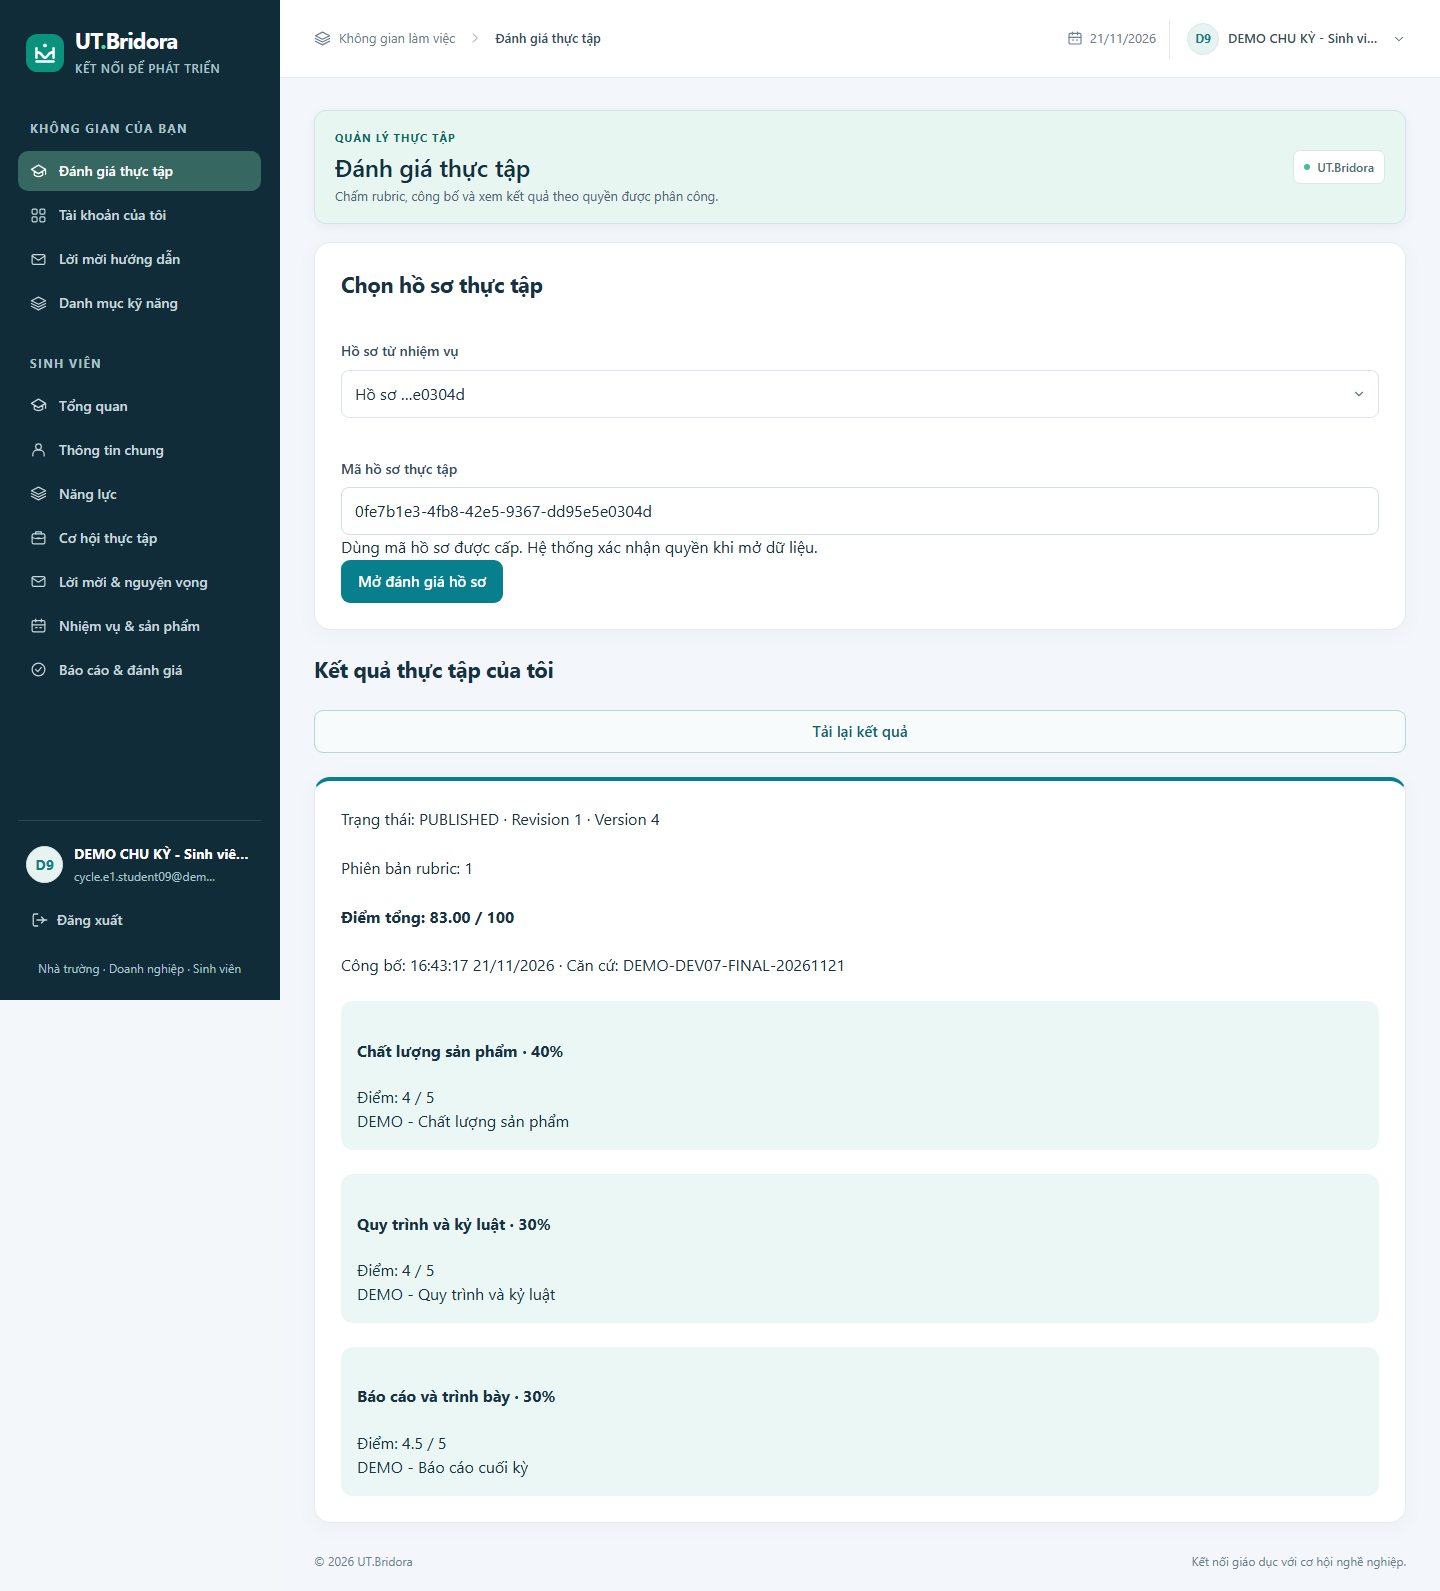 UT.Bridora
KẾT NỐI ĐỂ PHÁT TRIỂN
KHÔNG GIAN CỦA BẠN
Đánh giá thực tập
Tài khoản của tôi
Lời mời hướng dẫn
Danh mục kỹ năng
SINH VIÊN
Tổng quan
Thông tin chung
Năng lực
Cơ hội thực tập
Lời mời & nguyện vọng
Nhiệm vụ & sản phẩm
Báo cáo & đánh giá
D9
DEMO CHU KỲ - Sinh viê...
cycle.e1.student09@dem...
Đăng xuất
Nhà trường · Doanh nghiệp · Sinh viên
Không gian làm việc
Đánh giá thực tập
21/11/2026
D9
DEMO CHU KỲ - Sinh vi...
QUẢN LÝ THỰC TẬP
Đánh giá thực tập
Chấm rubric, công bố và xem kết quả theo quyền được phân công.
UT.Bridora
Chọn hồ sơ thực tập
Hồ sơ từ nhiệm vụ
Hồ sơ ...e0304d
Mã hồ sơ thực tập
0fe7b1e3-4fb8-42e5-9367-dd95e5e0304d
Dùng mã hồ sơ được cấp. Hệ thống xác nhận quyền khi mở dữ liệu.
Mở đánh giá hồ sơ
Kết quả thực tập của tôi
Tải lại kết quả
Trạng thái: PUBLISHED · Revision 1 · Version 4
Phiên bản rubric: 1
Điểm tổng: 83.00 / 100
Công bố: 16:43:17 21/11/2026 · Căn cứ: DEMO-DEV07-FINAL-20261121
Chất lượng sản phẩm · 40%
Điểm: 4 / 5
DEMO - Chất lượng sản phẩm
Quy trình và kỷ luật · 30%
Điểm: 4 / 5
DEMO - Quy trình và kỷ luật
Báo cáo và trình bày · 30%
Điểm: 4.5 / 5
DEMO - Báo cáo cuối kỳ
© 2026 UT.Bridora
Kết nối giáo dục với cơ hội nghề nghiệp.